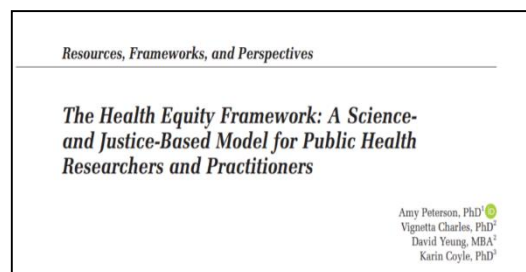 Resources, Frameworks, and Perspectives
The Health Equity Framework: A Science-
and Justice-Based Model for Public Health
Researchers and Practitioners
Amy Peterson, PhD¹ iD
Vignetta Charles, PhD²
David Yeung, MBA²
Karin Coyle, PhD³